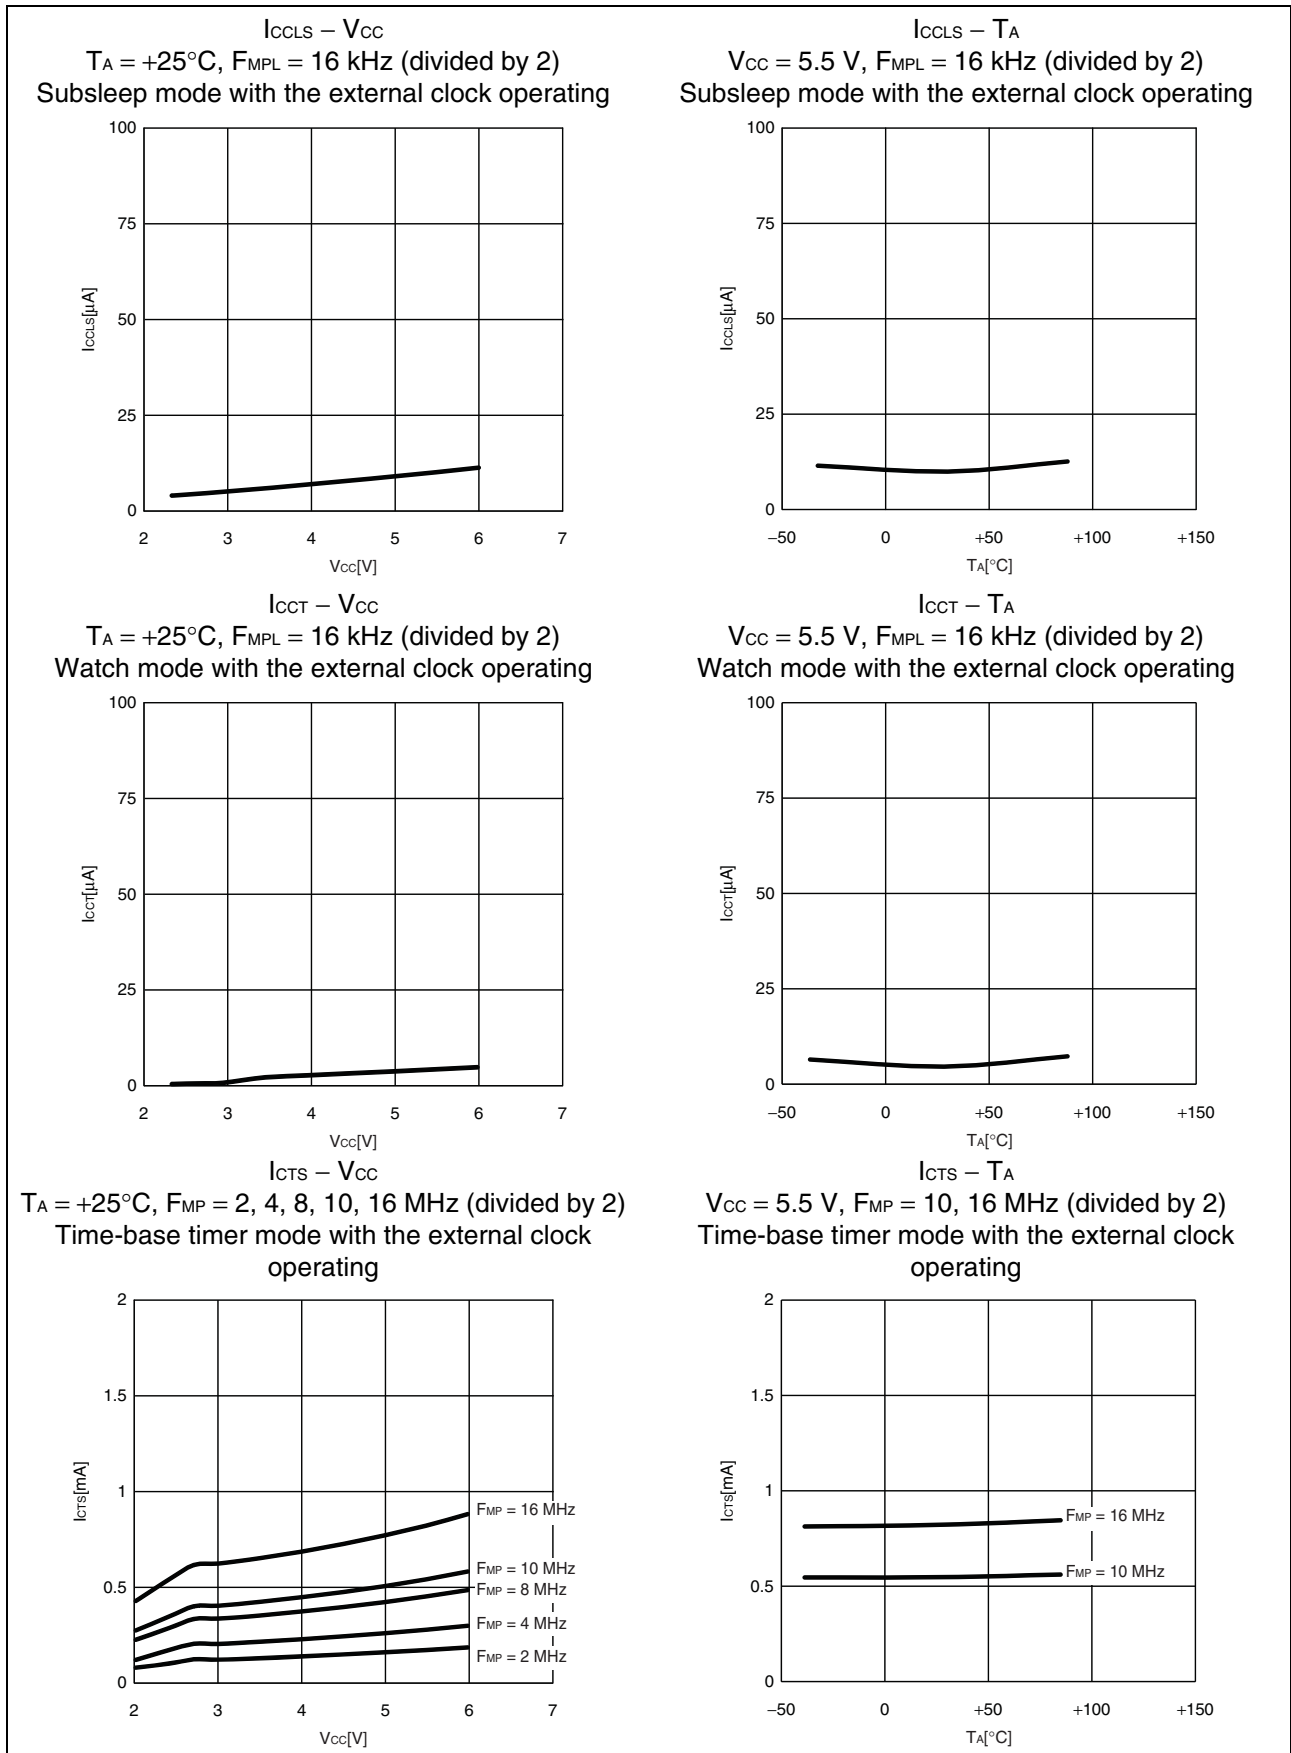 ICCLS – VCC
TA = +25°C, FMPL = 16 kHz (divided by 2)
Subsleep mode with the external clock operating
100
75
50
25
0
ICCLS[µA]
2 3 4 5 6 7
VCC[V]
ICCLS – TA
VCC = 5.5 V, FMPL = 16 kHz (divided by 2)
Subsleep mode with the external clock operating
100
75
50
25
0
ICCLS[µA]
−50 0 +50 +100 +150
TA[°C]
ICCT – VCC
TA = +25°C, FMPL = 16 kHz (divided by 2)
Watch mode with the external clock operating
100
75
50
25
0
ICCT[µA]
2 3 4 5 6 7
VCC[V]
ICCT – TA
VCC = 5.5 V, FMPL = 16 kHz (divided by 2)
Watch mode with the external clock operating
100
75
50
25
0
ICCT[µA]
−50 0 +50 +100 +150
TA[°C]
ICTS – VCC
TA = +25°C, FMP = 2, 4, 8, 10, 16 MHz (divided by 2)
Time-base timer mode with the external clock
operating
2
1.5
1
0.5
0
ICTS[mA]
FMP = 16 MHz
FMP = 10 MHz
FMP = 8 MHz
FMP = 4 MHz
FMP = 2 MHz
2 3 4 5 6 7
VCC[V]
ICTS – TA
VCC = 5.5 V, FMP = 10, 16 MHz (divided by 2)
Time-base timer mode with the external clock
operating
2
1.5
1
0.5
0
ICTS[mA]
FMP = 16 MHz
FMP = 10 MHz
−50 0 +50 +100 +150
TA[°C]